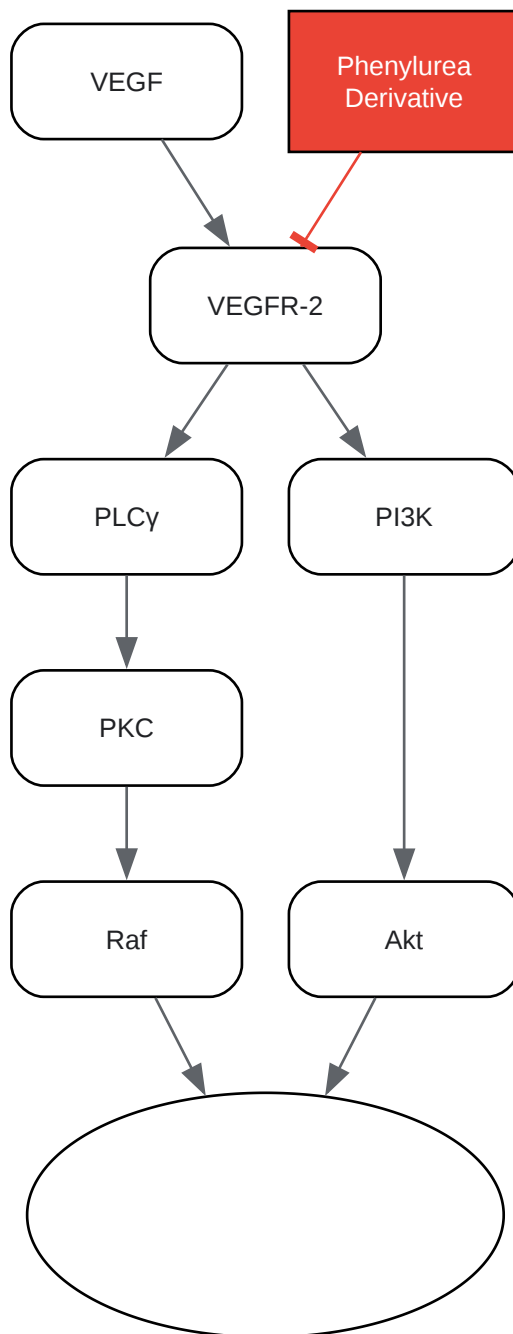 VEGF
Phenylurea
Derivative
VEGFR-2
PLCγ
PI3K
PKC
Raf
Akt